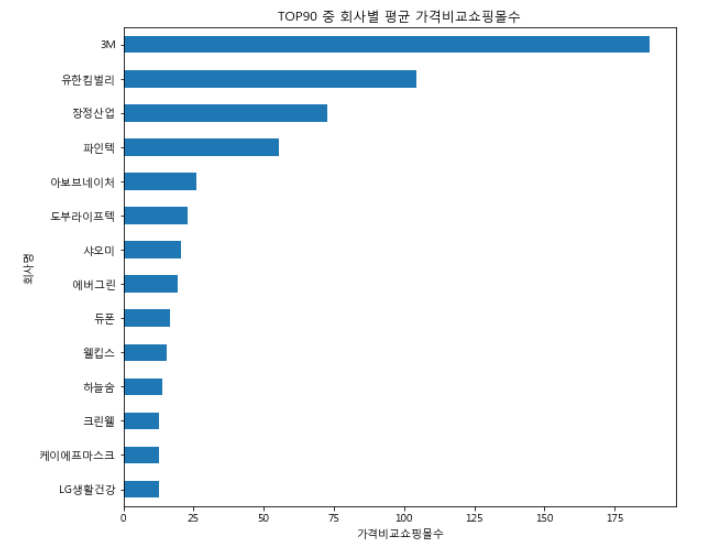 TOP90 중 회사별 평균 가격비교쇼핑몰수
3M
유한킴벌리
장정산업
파인텍
아보브네이처
도부라이프텍
샤오미
에버그린
듀폰
웰킵스
하늘숨
크린웰
케이에프마스크
LG생활건강
회사명
0 25 50 75 100 125 150 175
가격비교쇼핑몰수